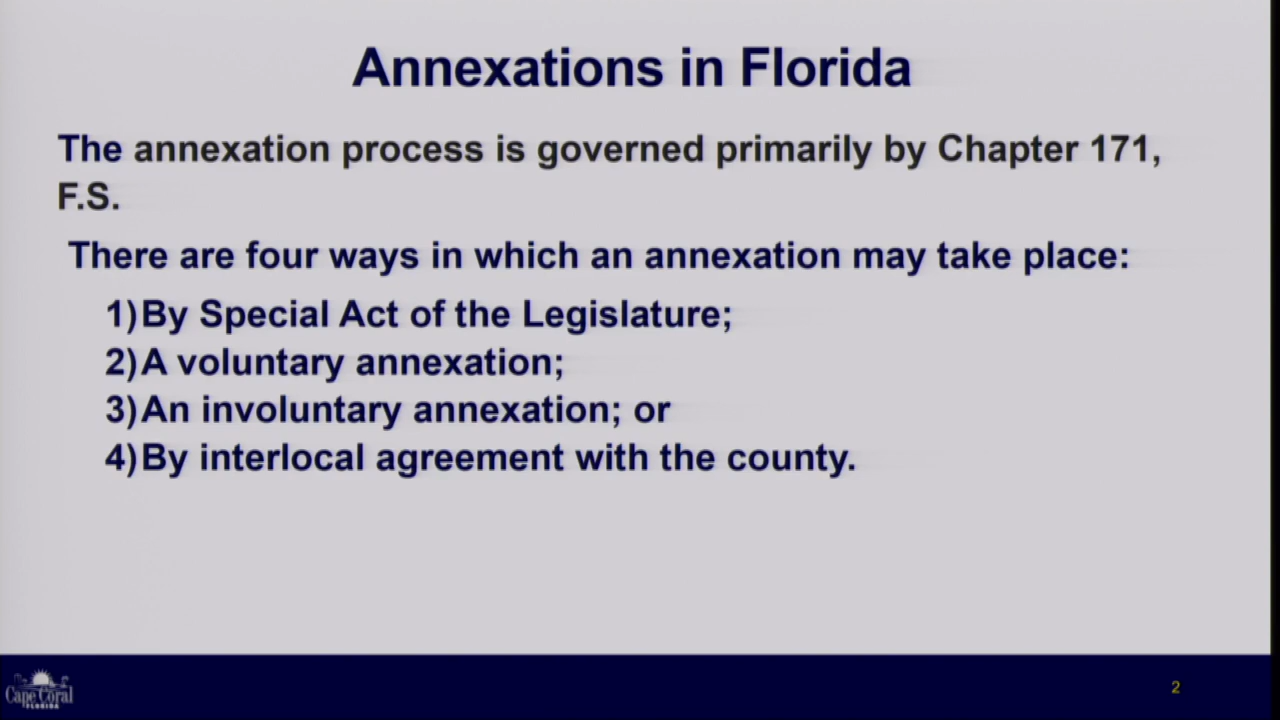 Annexations in Florida
The annexation process is governed primarily by Chapter 171,
F.S.
There are four ways in which an annexation may take place:
1) By Special Act of the Legislature;
2) A voluntary annexation;
3) An involuntary annexation; or
4) By interlocal agreement with the county.
Cape Coral
FLORIDA
2